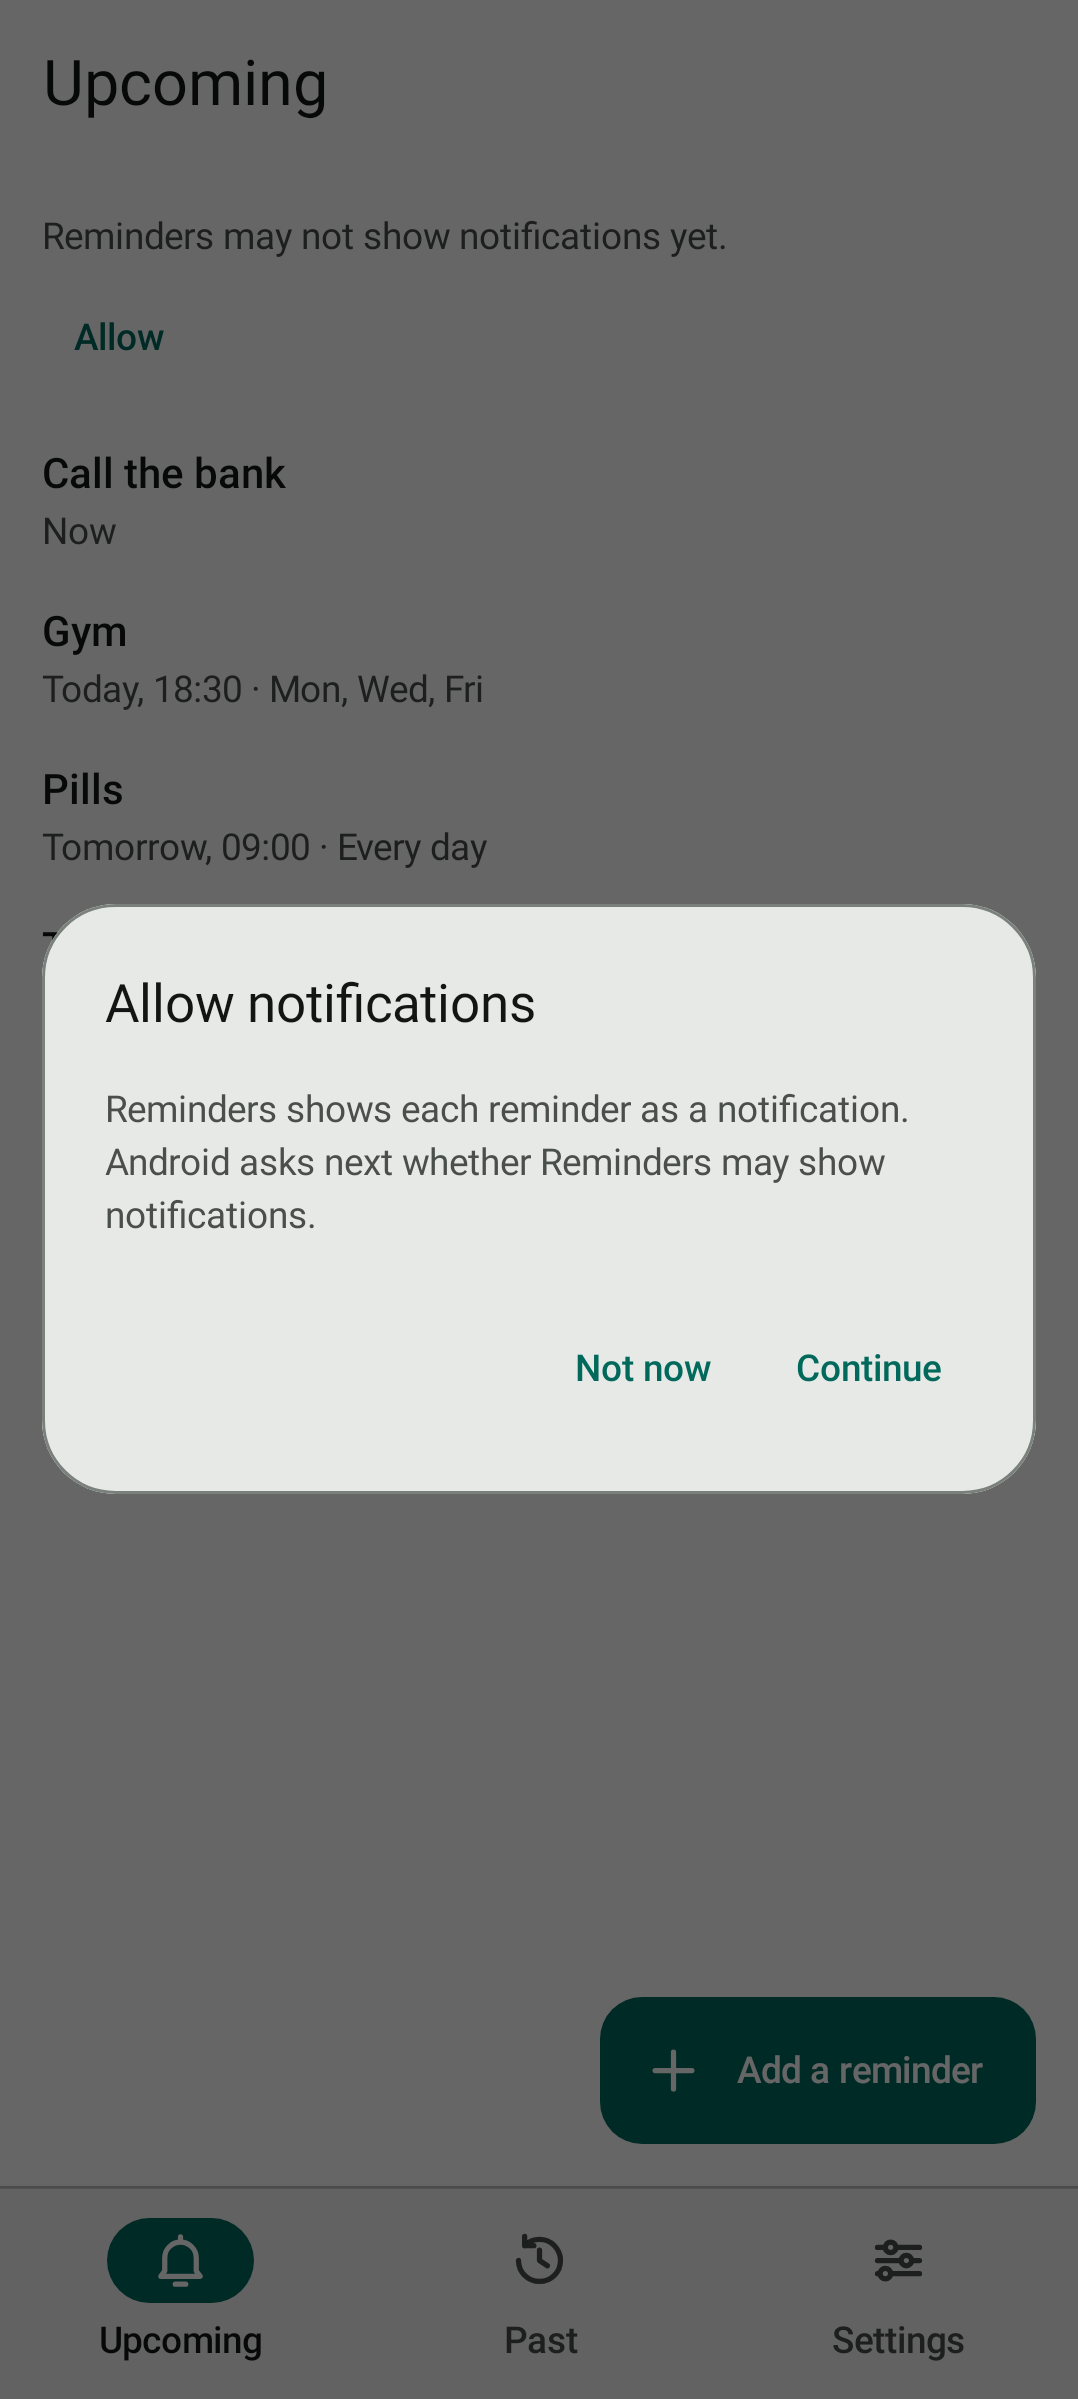 Upcoming
Reminders may not show notifications yet.
Allow
Call the bank
Now
Gym
Today, 18:30 · Mon, Wed, Fri
Pills
Tomorrow, 09:00 · Every day
Allow notifications
Reminders shows each reminder as a notification.
Android asks next whether Reminders may show
notifications.
Not now
Continue
Add a reminder
Upcoming
Past
Settings